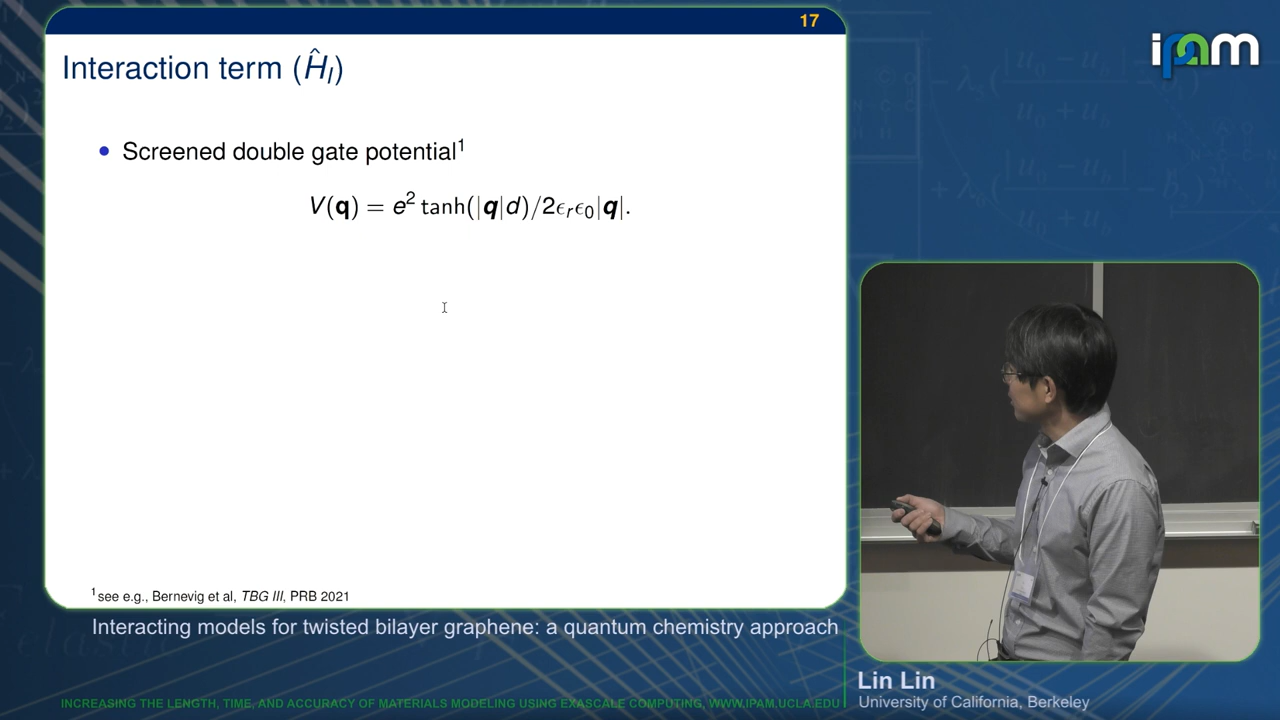 17
ipam
Interaction term (Ĥ_I)
• Screened double gate potential¹
V(𝐪) = e² tanh(|𝒒|d)/2ϵ_rϵ₀|𝒒|.
¹see e.g., Bernevig et al, TBG III, PRB 2021
Interacting models for twisted bilayer graphene: a quantum chemistry approach
Lin Lin
University of California, Berkeley
INCREASING THE LENGTH, TIME, AND ACCURACY OF MATERIALS MODELING USING EXASCALE COMPUTING, WWW.IPAM.UCLA.EDU